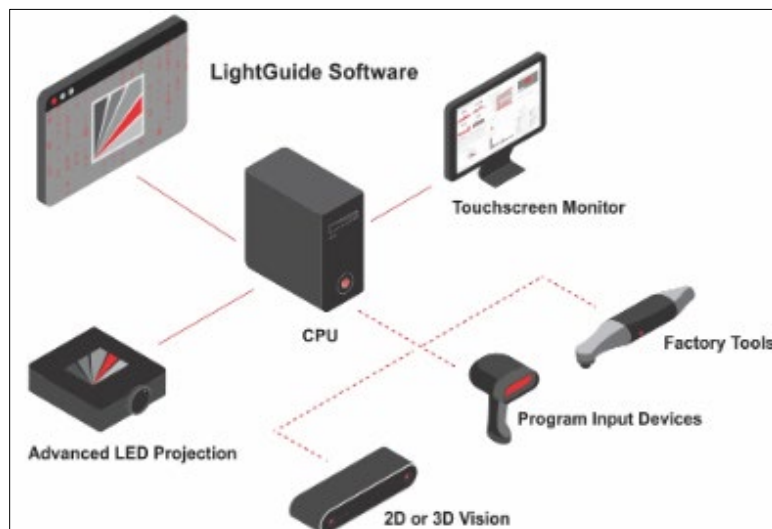 LightGuide Software
Touchscreen Monitor
CPU
Factory Tools
Program Input Devices
Advanced LED Projection
2D or 3D Vision